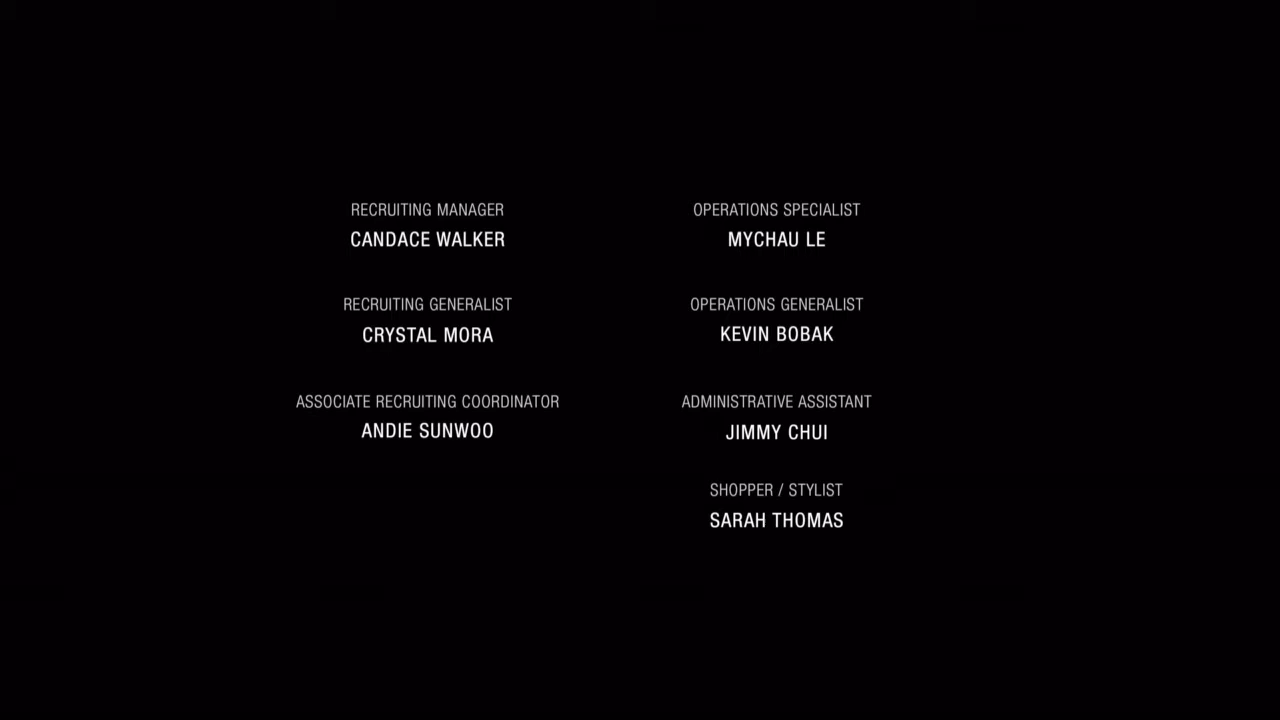 RECRUITING MANAGER
CANDACE WALKER
RECRUITING GENERALIST
CRYSTAL MORA
ASSOCIATE RECRUITING COORDINATOR
ANDIE SUNWOO
OPERATIONS SPECIALIST
MYCHAU LE
OPERATIONS GENERALIST
KEVIN BOBAK
ADMINISTRATIVE ASSISTANT
JIMMY CHUI
SHOPPER / STYLIST
SARAH THOMAS